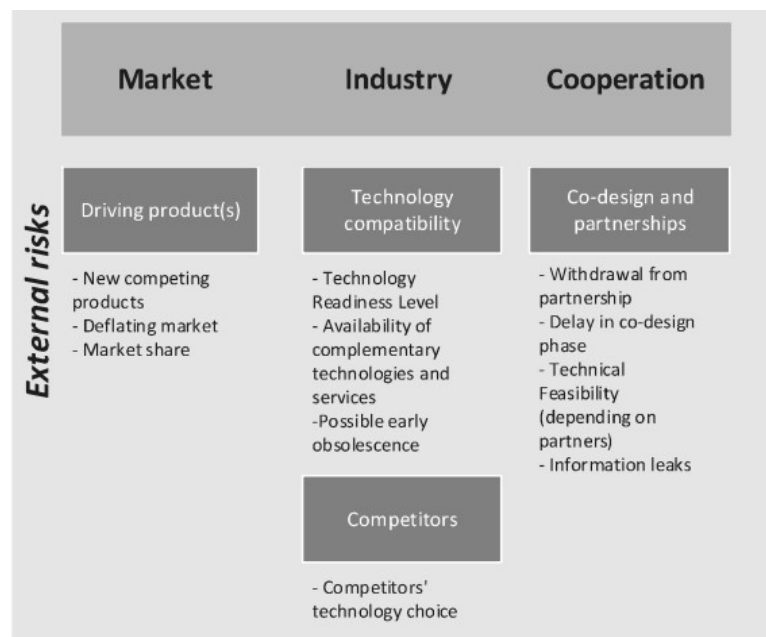 Market
Industry
Cooperation
External risks
Driving product(s)
- New competing
products
- Deflating market
- Market share
Technology
compatibility
- Technology
Readiness Level
- Availability of
complementary
technologies and
services
-Possible early
obsolescence
Competitors
- Competitors'
technology choice
Co-design and
partnerships
- Withdrawal from
partnership
- Delay in co-design
phase
- Technical
Feasibility
(depending on
partners)
- Information leaks